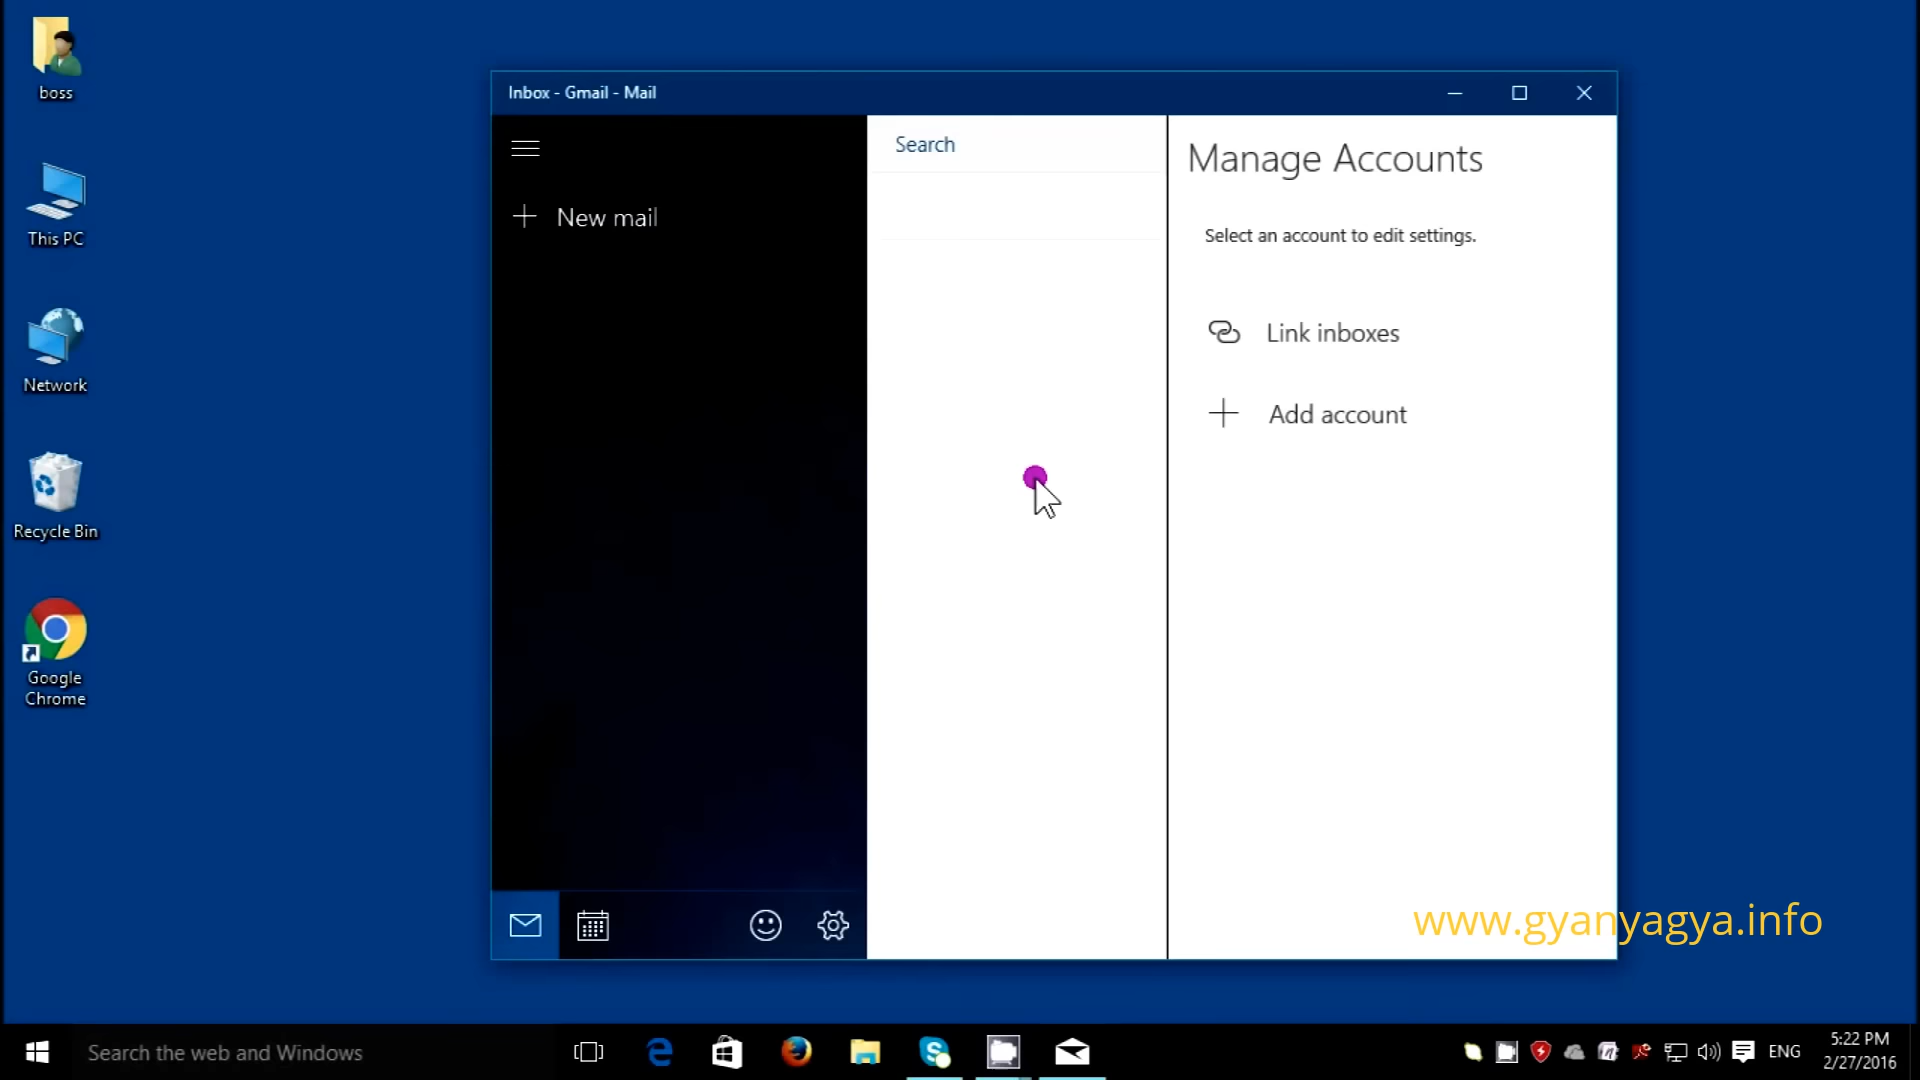 boss
This PC
Network
Recycle Bin
Google
Chrome
Inbox - Gmail - Mail
New mail
Search
Manage Accounts
Select an account to edit settings.
Link inboxes
Add account
www.gyanyagya.info
Search the web and Windows
ENG
5:22 PM
2/27/2016